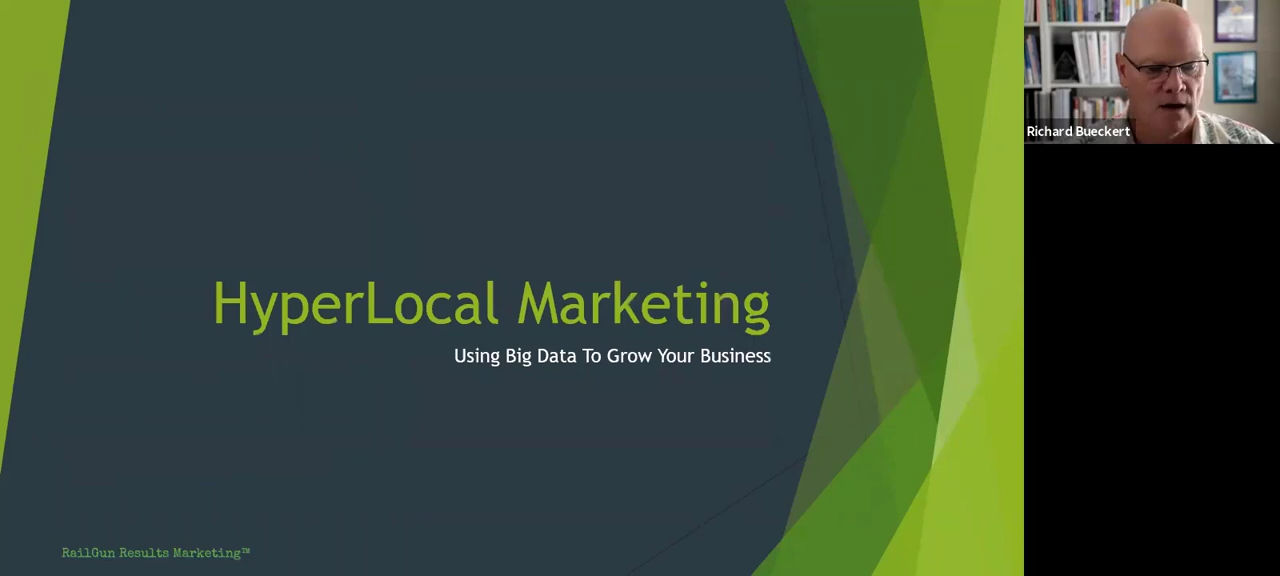 HyperLocal Marketing
Using Big Data To Grow Your Business
RailGun Results Marketing™
Richard Bueckert